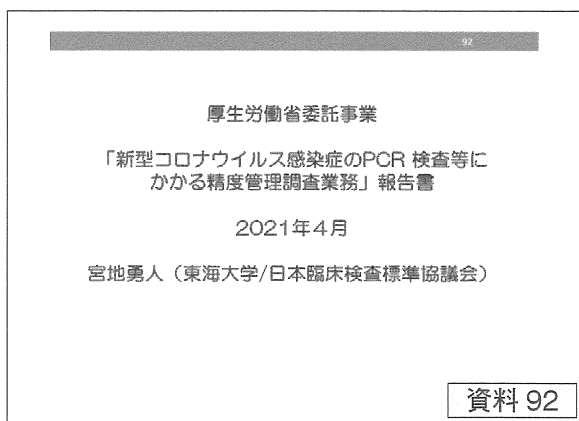 92
厚生労働省委託事業
「新型コロナウイルス感染症のPCR 検査等に
かかる精度管理調査業務」報告書
2021年4月
宮地勇人（東海大学/日本臨床検査標準協議会）
資料 92